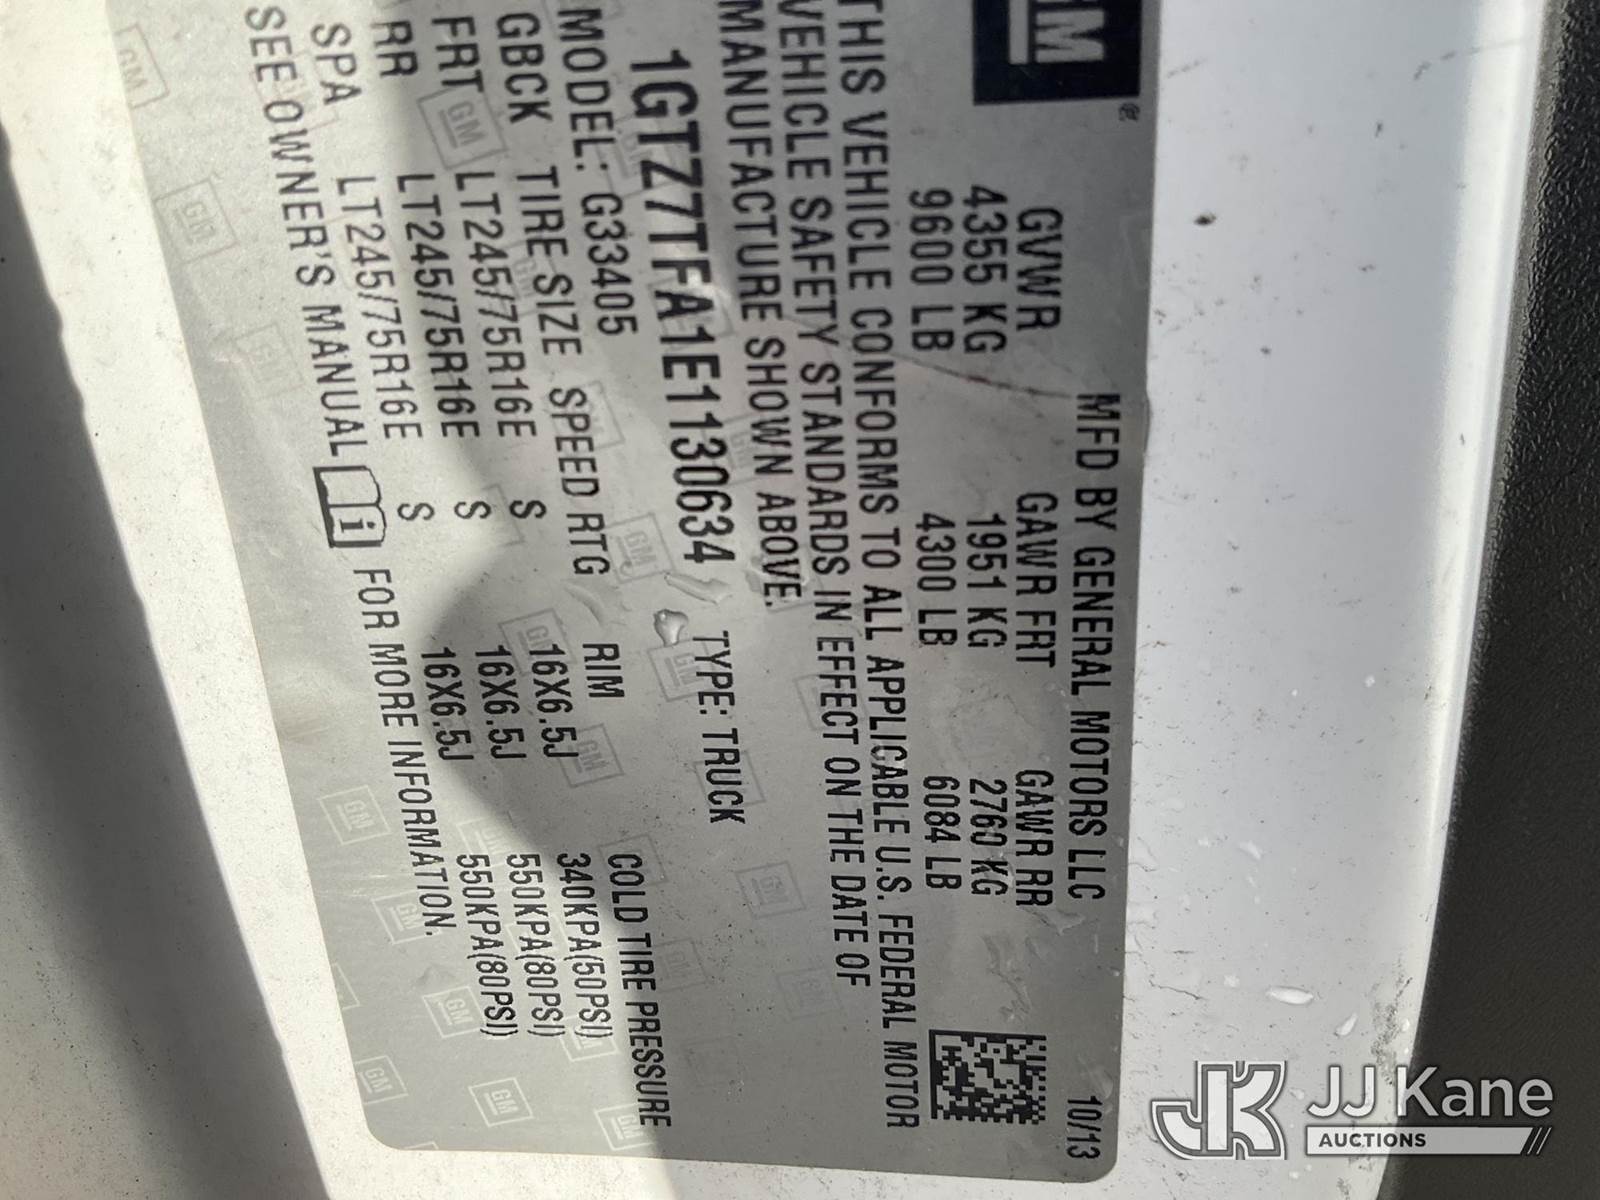 GM
®
MFD BY GENERAL MOTORS LLC 10/13
GVWR GAWR FRT GAWR RR
4355 KG 1951 KG 2760 KG
9600 LB 4300 LB 6084 LB
THIS VEHICLE CONFORMS TO ALL APPLICABLE U.S. FEDERAL MOTOR
VEHICLE SAFETY STANDARDS IN EFFECT ON THE DATE OF
MANUFACTURE SHOWN ABOVE.
1GTZ7TFA1E1130634 TYPE: TRUCK
MODEL: G33405
GBCK TIRE SIZE SPEED RTG RIM COLD TIRE PRESSURE
FRT LT245/75R16E S 16X6.5J 340KPA(50PSI)
RR LT245/75R16E S 16X6.5J 550KPA(80PSI)
SPA LT245/75R16E S 16X6.5J 550KPA(80PSI)
SEE OWNER'S MANUAL i FOR MORE INFORMATION.
JK JJ Kane
AUCTIONS